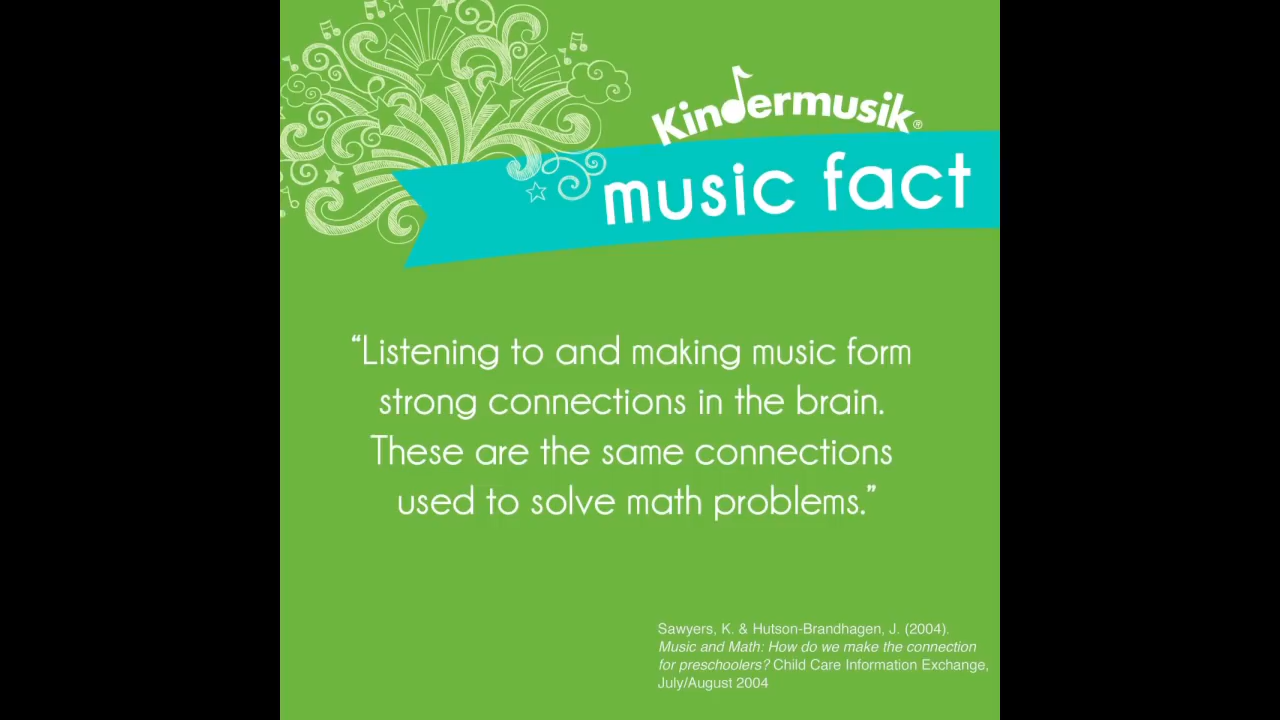 Kindermusik®
music fact
“Listening to and making music form
strong connections in the brain.
These are the same connections
used to solve math problems.”
Sawyers, K. & Hutson-Brandhagen, J. (2004).
Music and Math: How do we make the connection
for preschoolers? Child Care Information Exchange,
July/August 2004